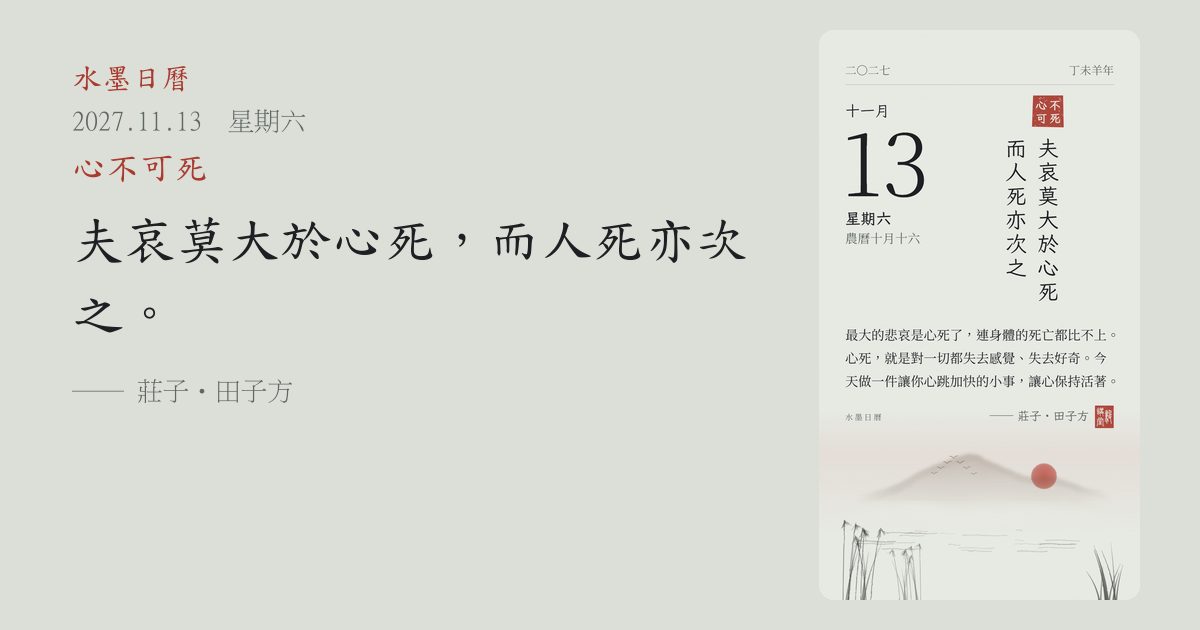 水墨日曆
2027.11.13 星期六
心不可死
夫哀莫大於心死，而人死亦次
之。
—— 莊子・田子方
二〇二七
丁未羊年
十一月
13
星期六
農曆十月十六
心不可死
夫哀莫大於心死
而人死亦次之
最大的悲哀是心死了，連身體的死亡都比不上。
心死，就是對一切都失去感覺、失去好奇。今
天做一件讓你心跳加快的小事，讓心保持活著。
水墨日曆
—— 莊子・田子方